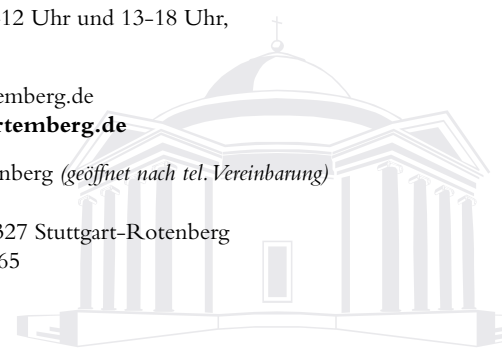 12 Uhr und 13-18 Uhr,
emberg.de
rtemberg.de
nberg (geöffnet nach tel. Vereinbarung)
327 Stuttgart-Rotenberg
65